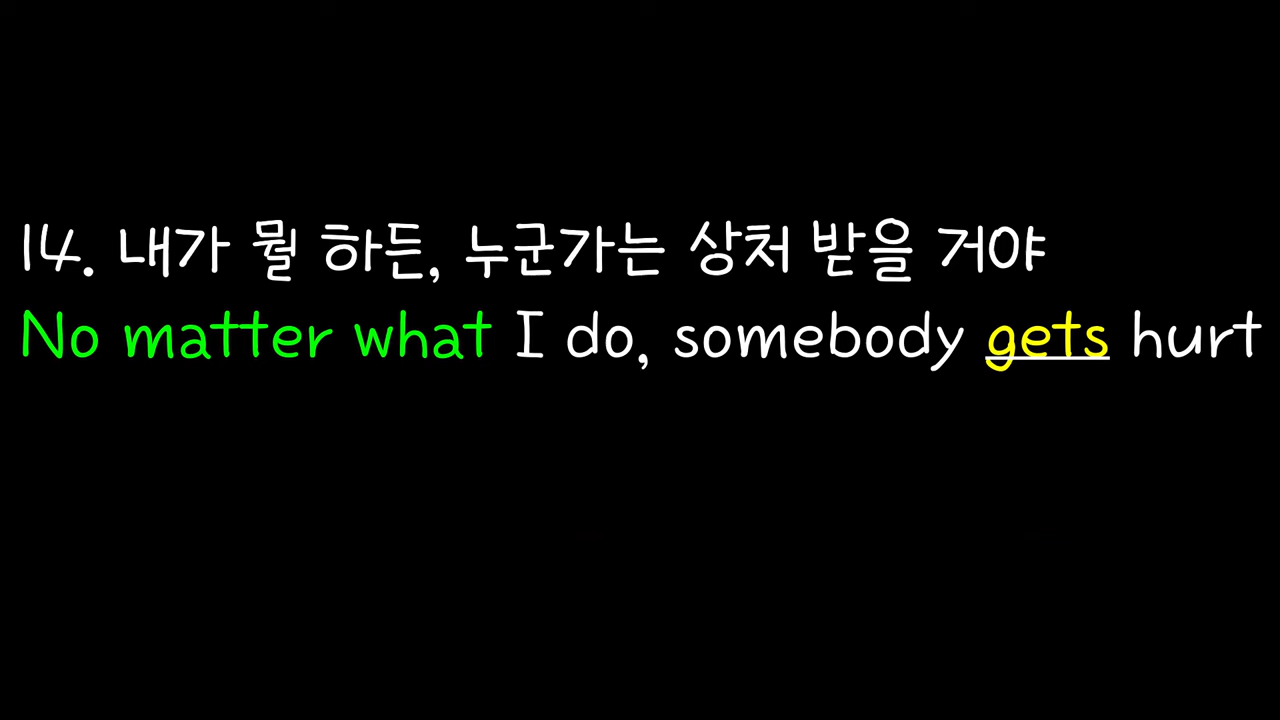 14. 내가 뭘 하든, 누군가는 상처 받을 거야
No matter what I do, somebody gets hurt